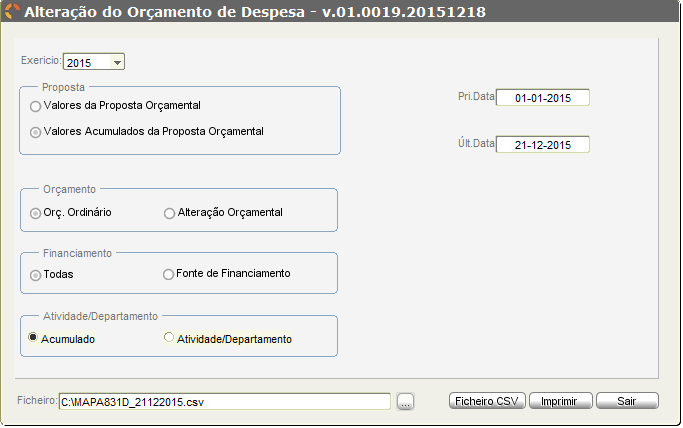 Alteração do Orçamento de Despesa - v.01.0019.20151218
Exercicio: 2015
Proposta
Valores da Proposta Orçamental
Valores Acumulados da Proposta Orçamental
Pri.Data 01-01-2015
Últ.Data 21-12-2015
Orçamento
Orç. Ordinário Alteração Orçamental
Financiamento
Todas Fonte de Financiamento
Atividade/Departamento
Acumulado Atividade/Departamento
Ficheiro: C:\MAPA831D_21122015.csv ... Ficheiro CSV Imprimir Sair